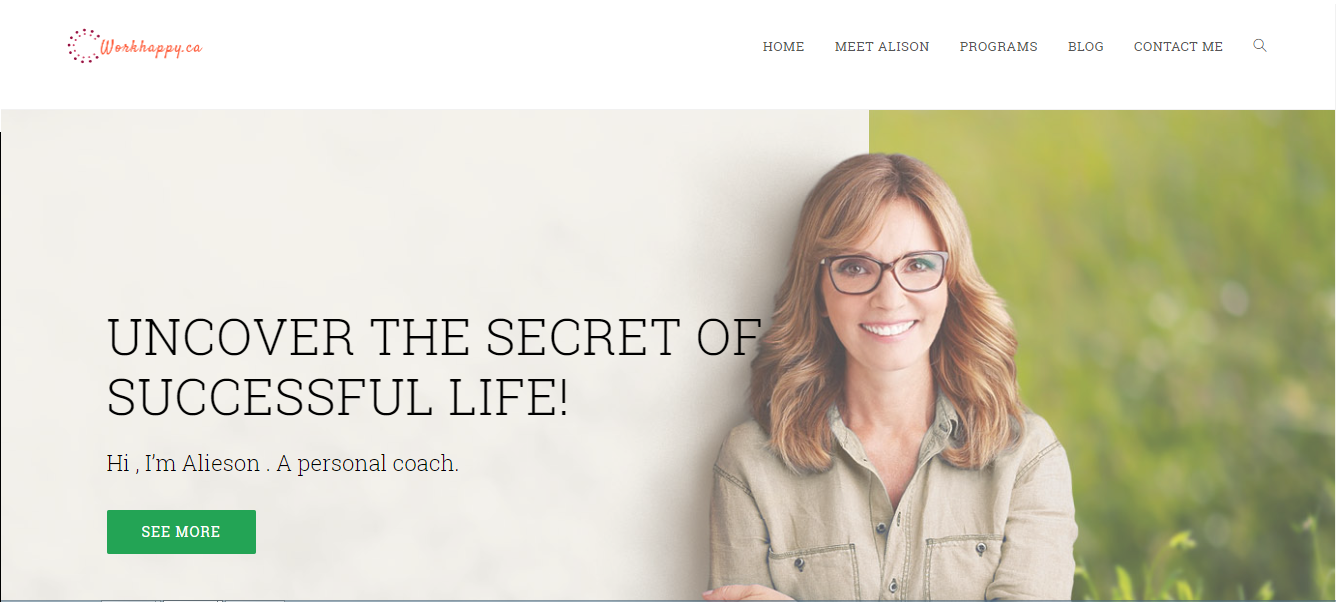 Workhappy.ca
HOME MEET ALISON PROGRAMS BLOG CONTACT ME
UNCOVER THE SECRET OF
SUCCESSFUL LIFE!
Hi , I'm Alieson . A personal coach.
SEE MORE